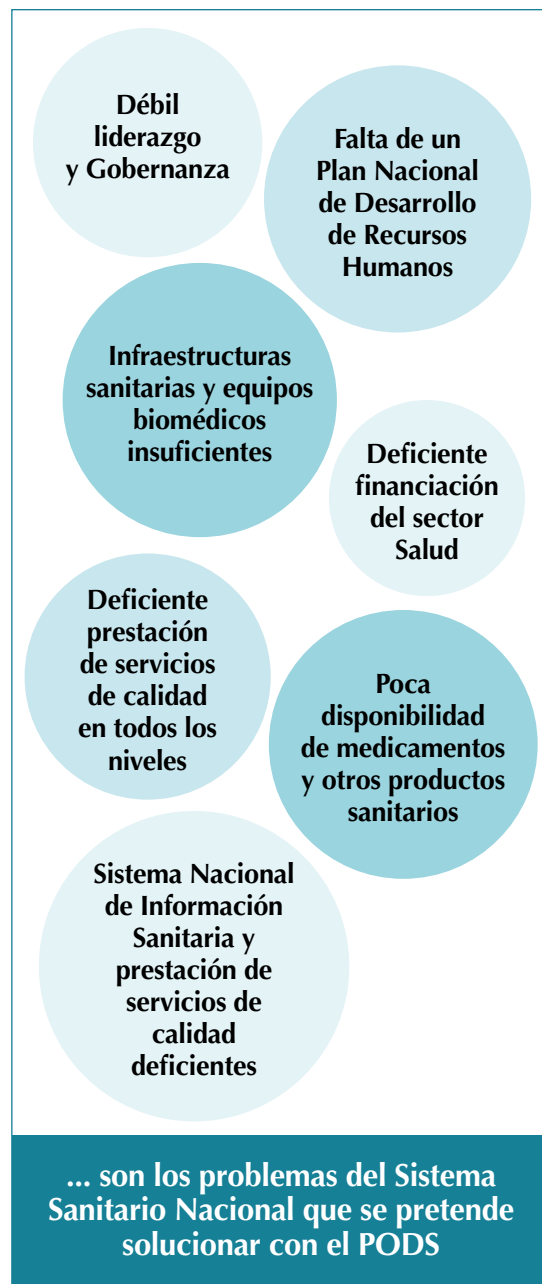 Débil
liderazgo
y Gobernanza
Falta de un
Plan Nacional
de Desarrollo
de Recursos
Humanos
Infraestructuras
sanitarias y equipos
biomédicos
insuficientes
Deficiente
financiación
del sector
Salud
Deficiente
prestación
de servicios
de calidad
en todos los
niveles
Poca
disponibilidad
de medicamentos
y otros productos
sanitarios
Sistema Nacional
de Información
Sanitaria y
prestación de
servicios de
calidad
deficientes
... son los problemas del Sistema
Sanitario Nacional que se pretende
solucionar con el PODS